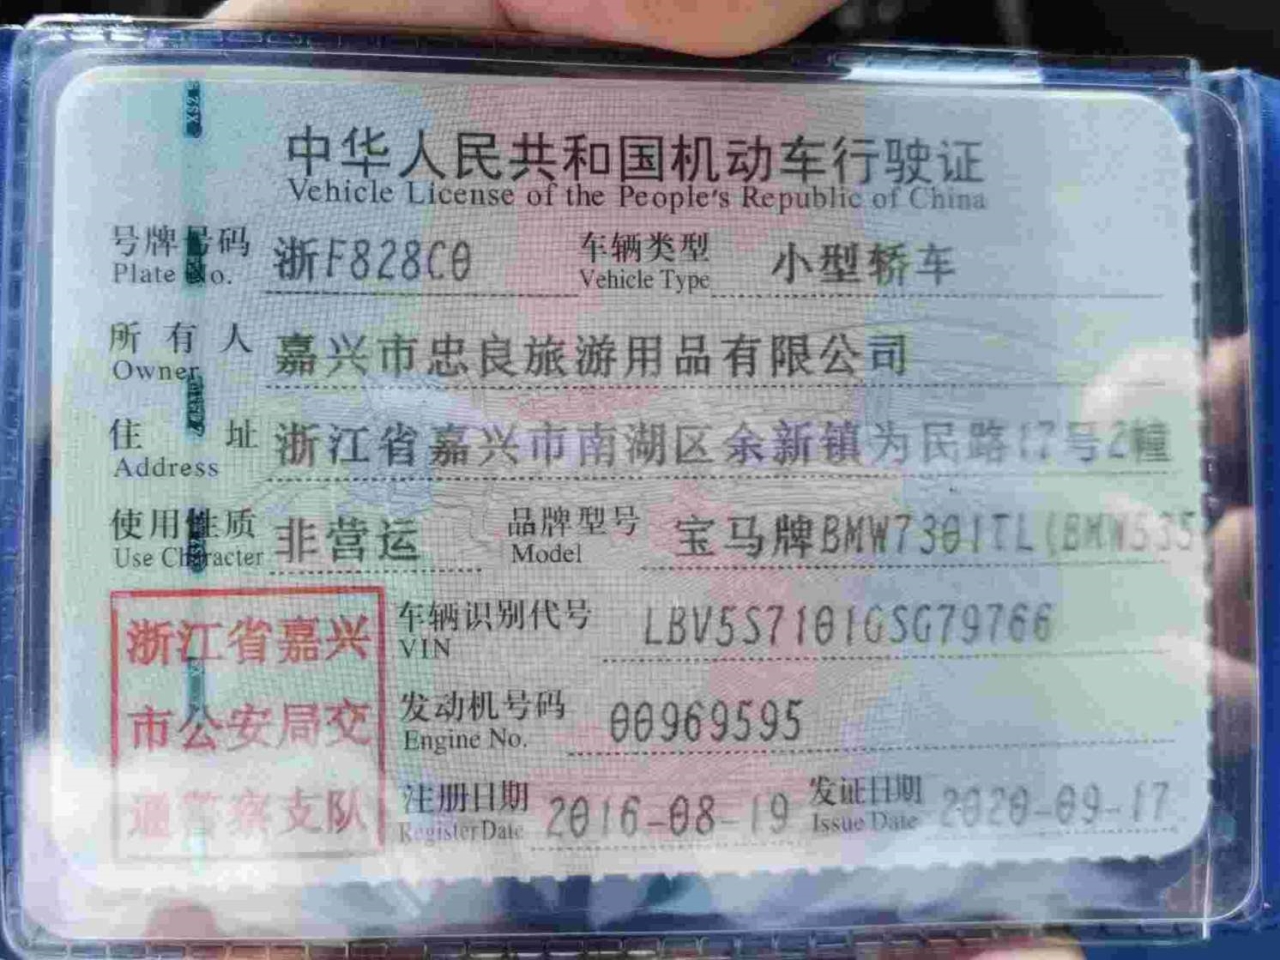 中华人民共和国机动车行驶证
Vehicle License of the People's Republic of China
号牌号码 浙F828C0 车辆类型 小型轿车
Plate No. Vehicle Type
所有人 嘉兴市忠良旅游用品有限公司
Owner
住址 浙江省嘉兴市南湖区余新镇为民路17号2幢
Address
使用性质 非营运 品牌型号 宝马牌BMW7301TL(BMW535
Use Character Model
浙江省嘉兴
市公安局交
通警察支队
车辆识别代号 LBV5S7101GSG79766
VIN
发动机号码 00969595
Engine No.
注册日期 2016-08-19 发证日期 2020-09-17
Register Date Issue Date